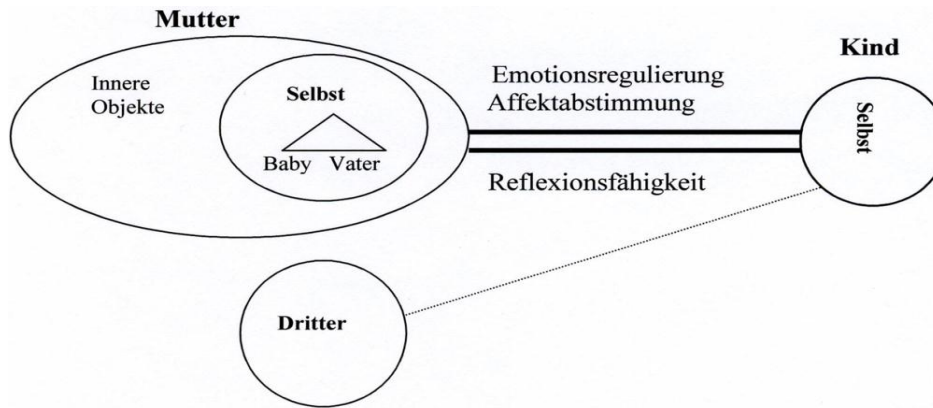 Mutter
Kind
Innere
Objekte
Selbst
Baby Vater
Emotionsregulierung
Affektabstimmung
Reflexionsfähigkeit
Selbst
Dritter